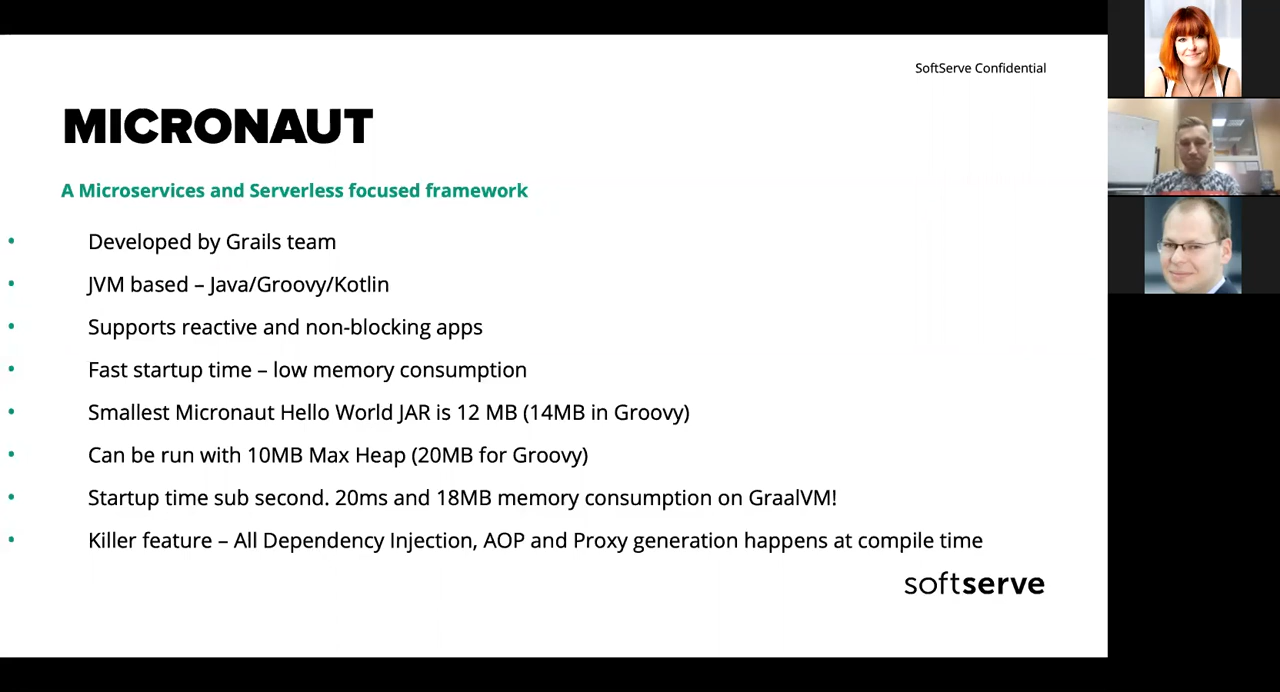 SoftServe Confidential
MICRONAUT
A Microservices and Serverless focused framework
• Developed by Grails team
• JVM based – Java/Groovy/Kotlin
• Supports reactive and non-blocking apps
• Fast startup time – low memory consumption
• Smallest Micronaut Hello World JAR is 12 MB (14MB in Groovy)
• Can be run with 10MB Max Heap (20MB for Groovy)
• Startup time sub second. 20ms and 18MB memory consumption on GraalVM!
• Killer feature – All Dependency Injection, AOP and Proxy generation happens at compile time
softserve